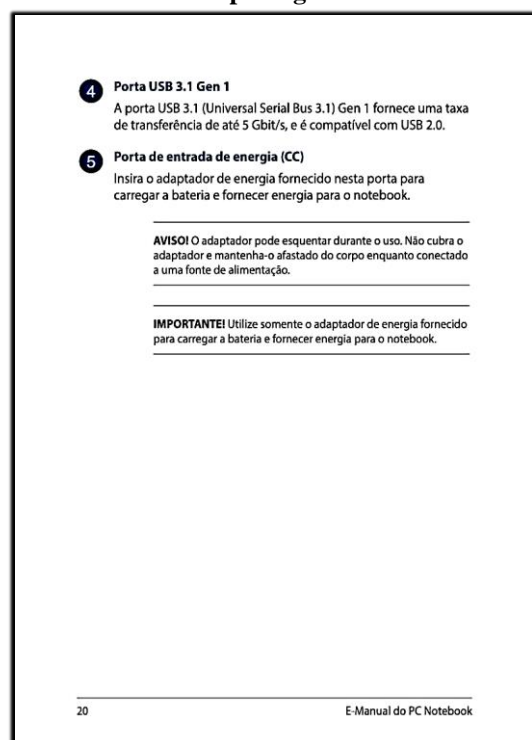 4 Porta USB 3.1 Gen 1
A porta USB 3.1 (Universal Serial Bus 3.1) Gen 1 fornece uma taxa
de transferência de até 5 Gbit/s, e é compatível com USB 2.0.
5 Porta de entrada de energia (CC)
Insira o adaptador de energia fornecido nesta porta para
carregar a bateria e fornecer energia para o notebook.
AVISO! O adaptador pode esquentar durante o uso. Não cubra o
adaptador e mantenha-o afastado do corpo enquanto conectado
a uma fonte de alimentação.
IMPORTANTE! Utilize somente o adaptador de energia fornecido
para carregar a bateria e fornecer energia para o notebook.
20 E-Manual do PC Notebook